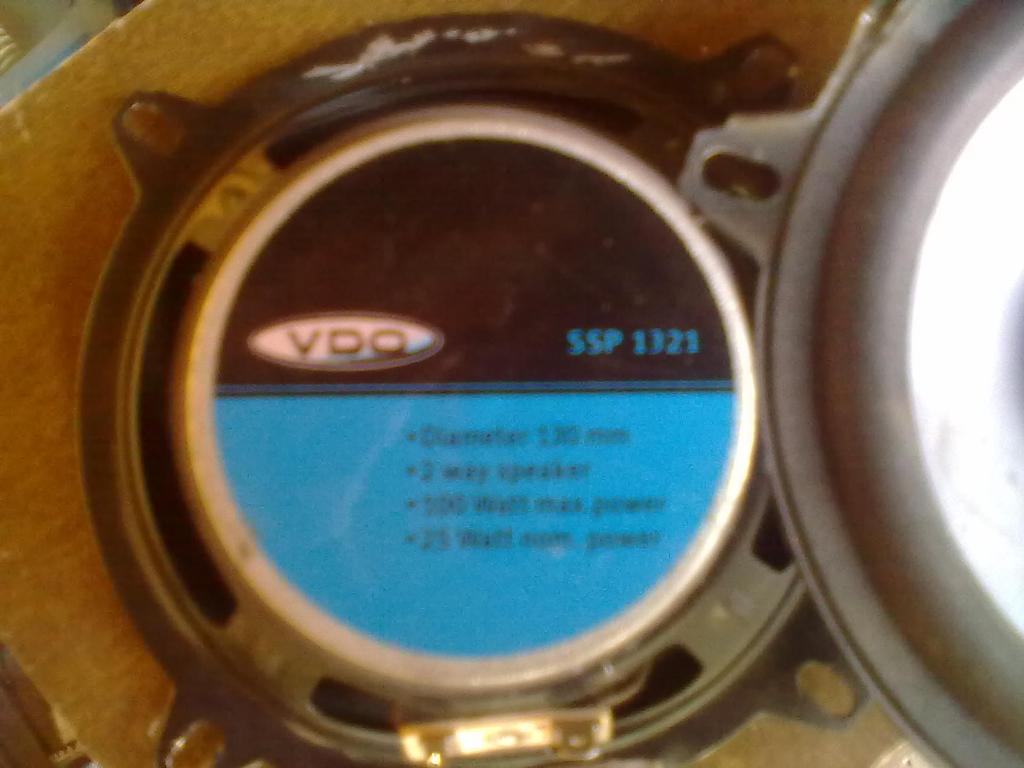 VDO
SSP 1321
• Diameter 130 mm
• 2 way speaker
• 100 Watt max. power
• 25 Watt nom. power